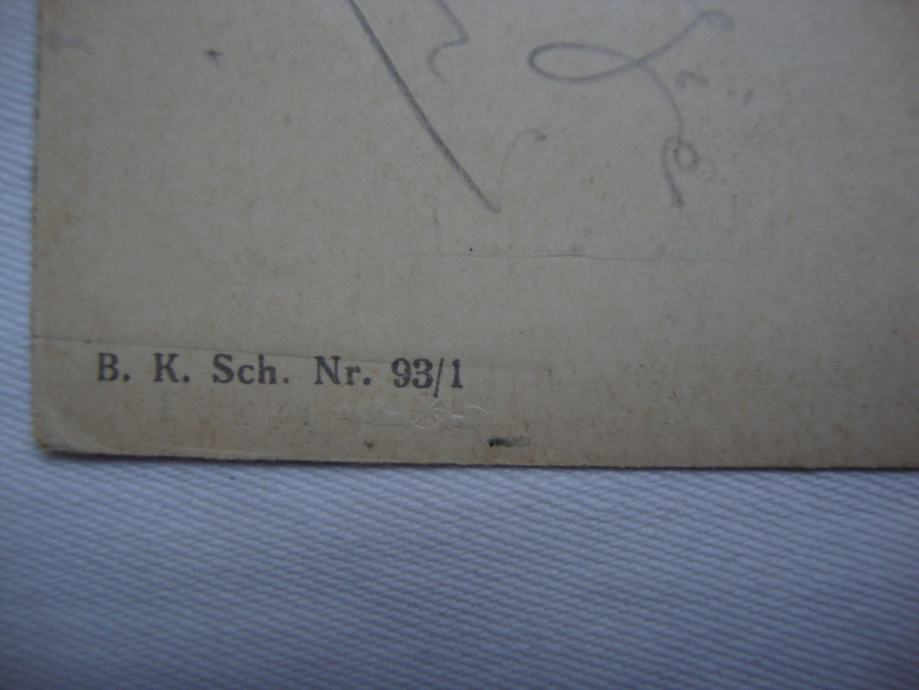 B. K. Sch. Nr. 93/1